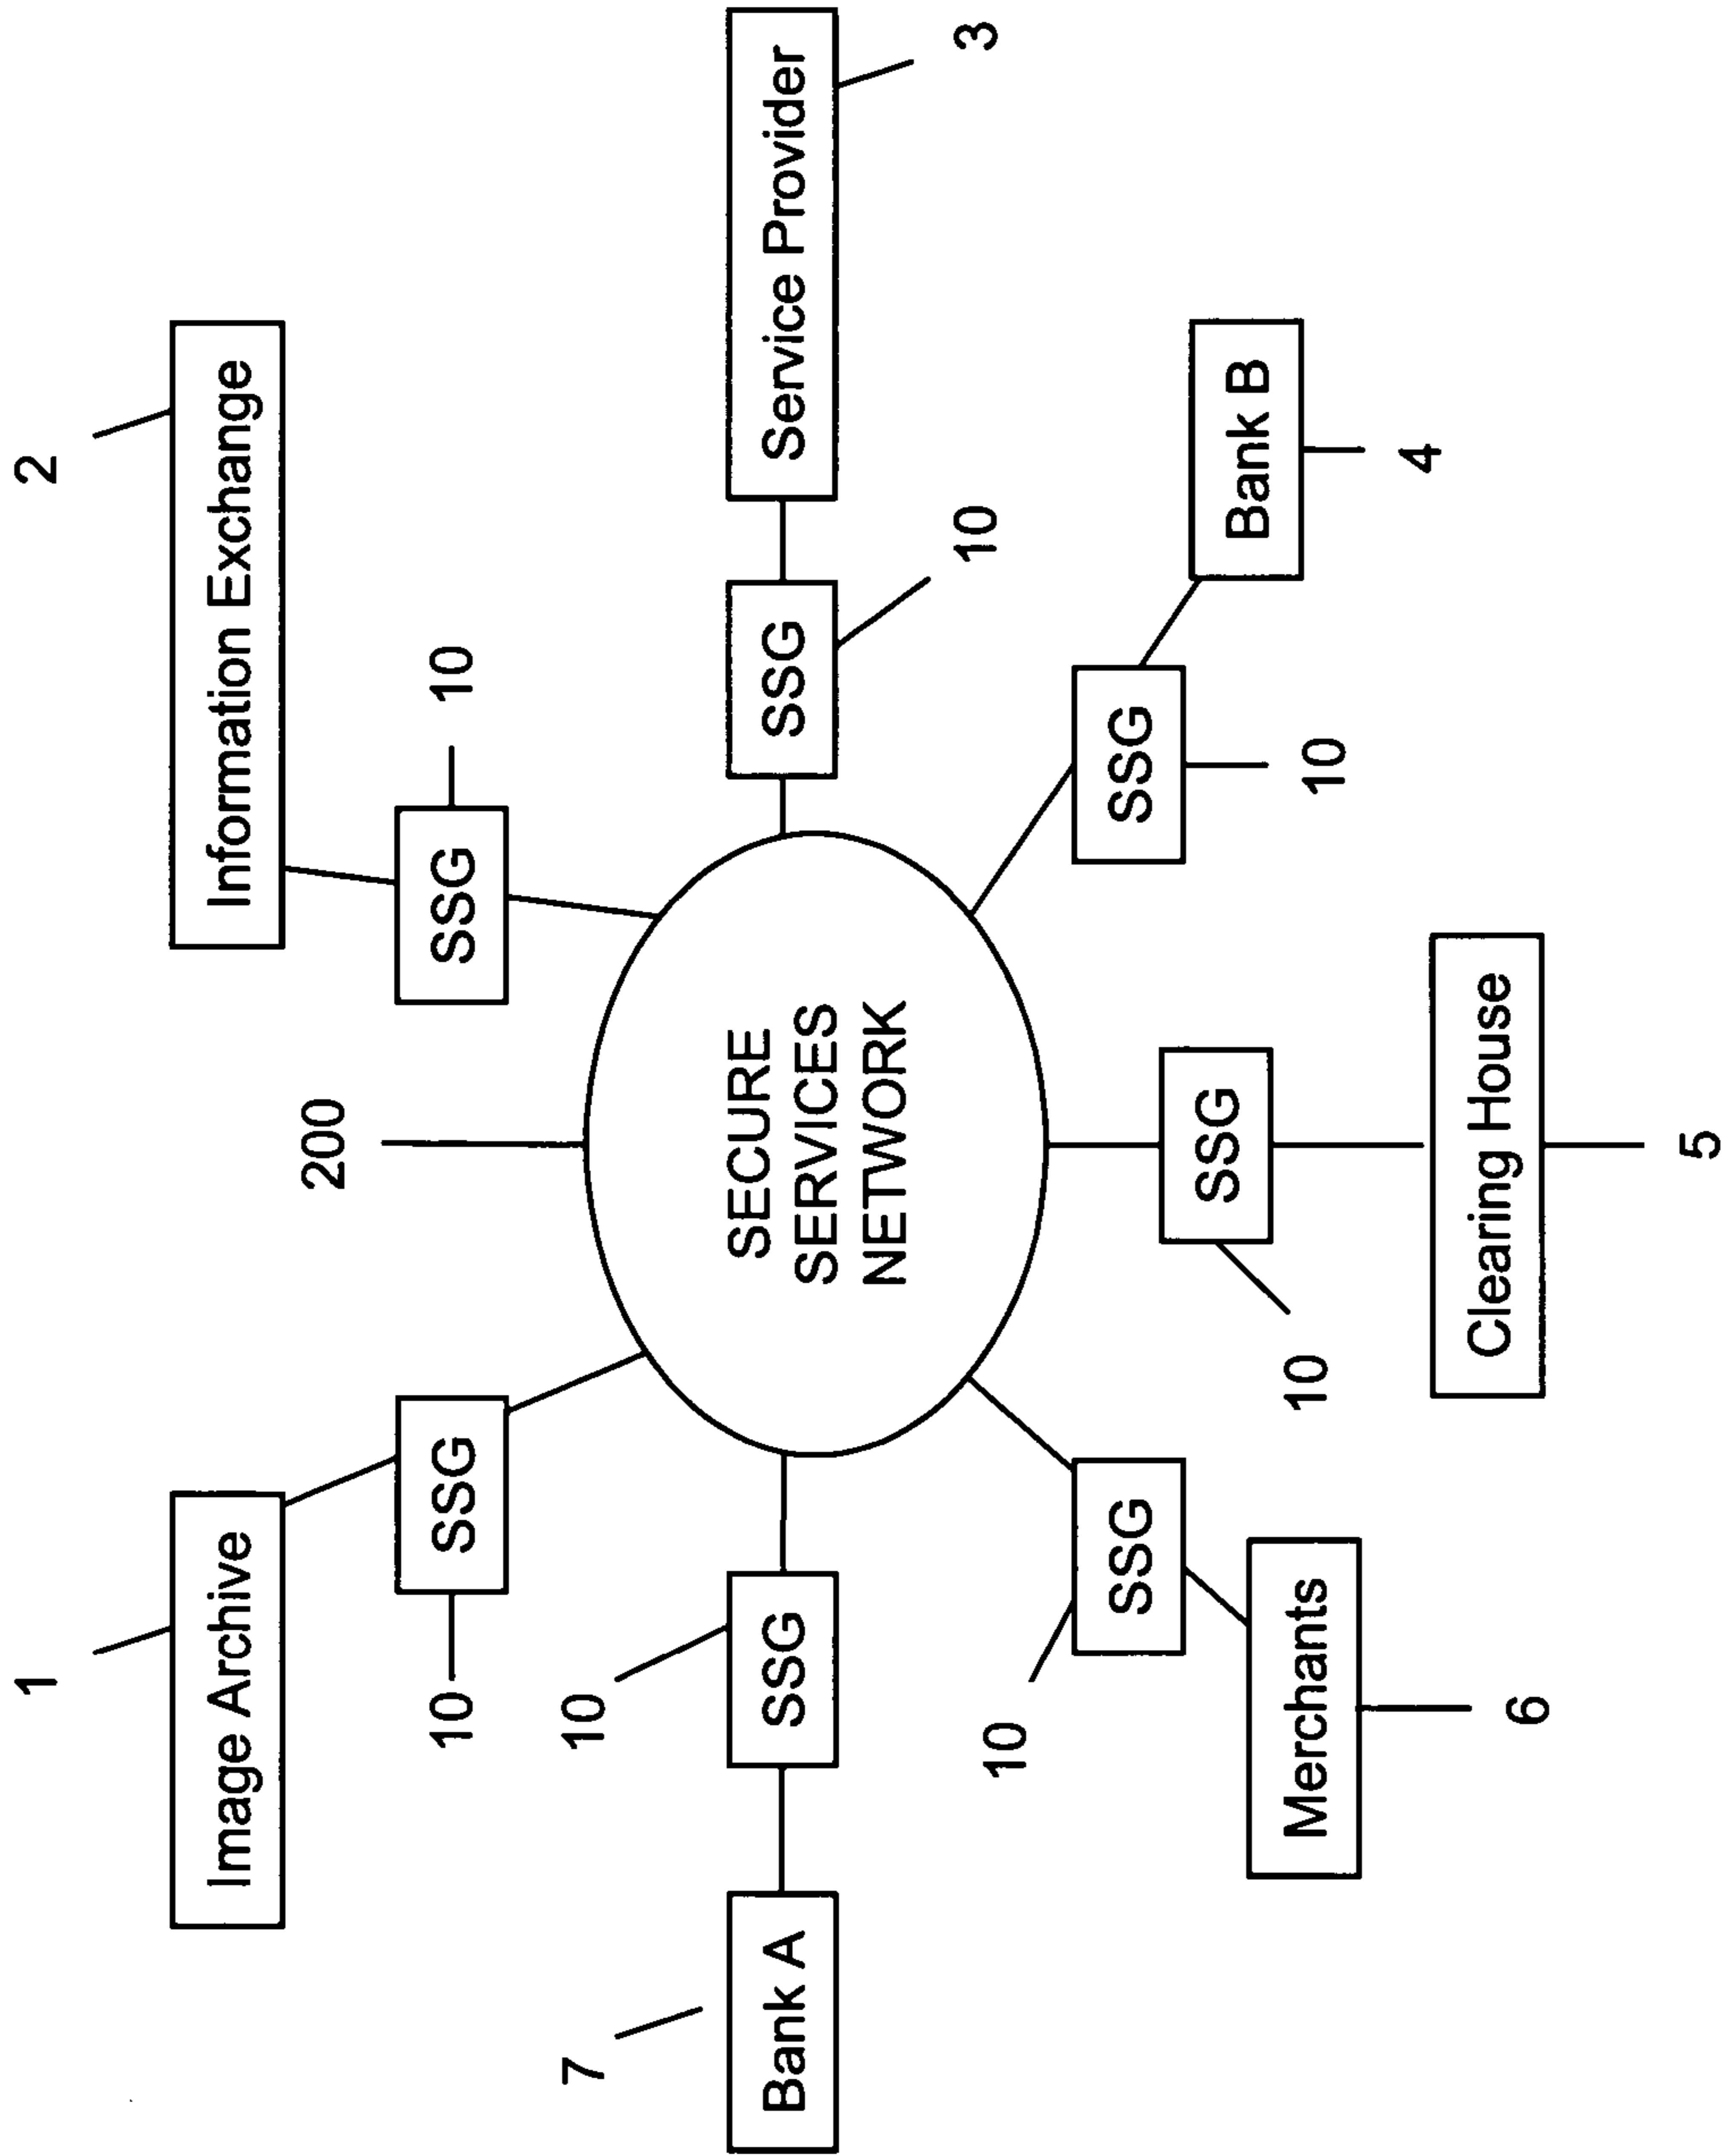 1
2
Image Archive
Information Exchange
200
10
SSG
SSG
10
7
10
10
3
Bank A
SSG
SECURE
SERVICES
NETWORK
SSG
Service Provider
10
10
SSG
SSG
10
SSG
Merchants
Bank B
10
6
4
Clearing House
5